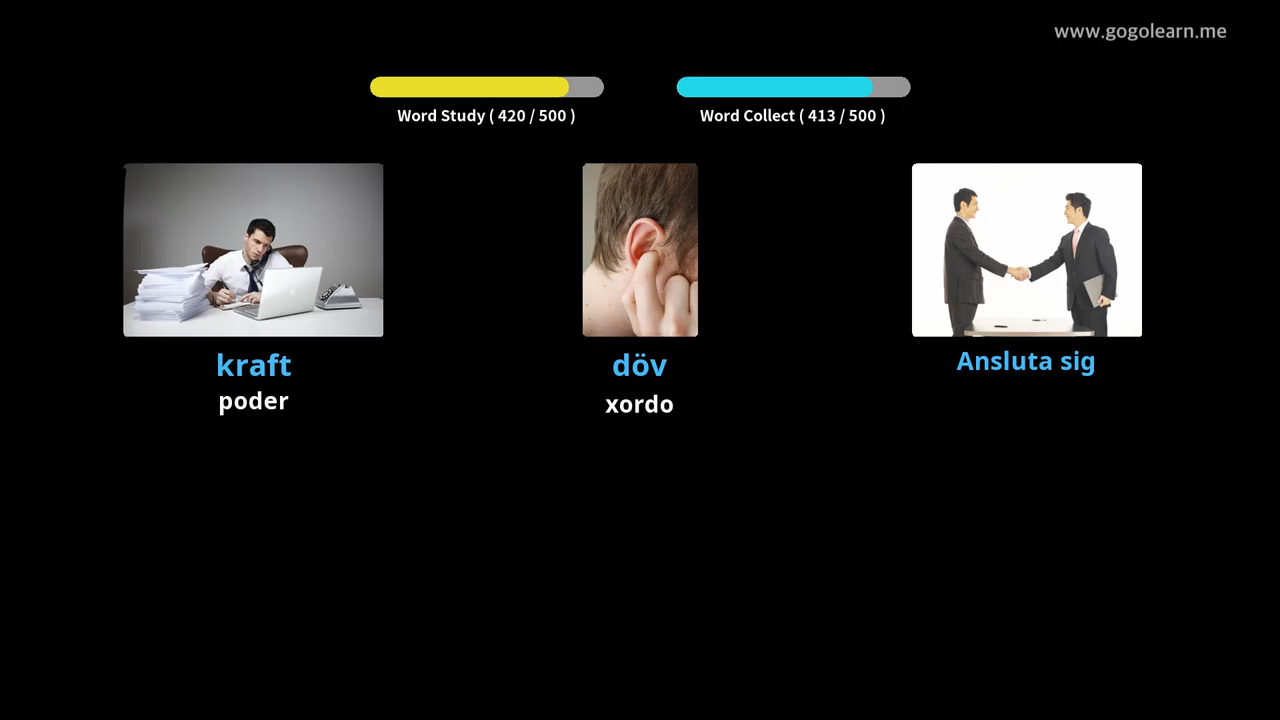 www.gogolearn.me
Word Study ( 420 / 500 )
Word Collect ( 413 / 500 )
kraft
poder
döv
xordo
Ansluta sig